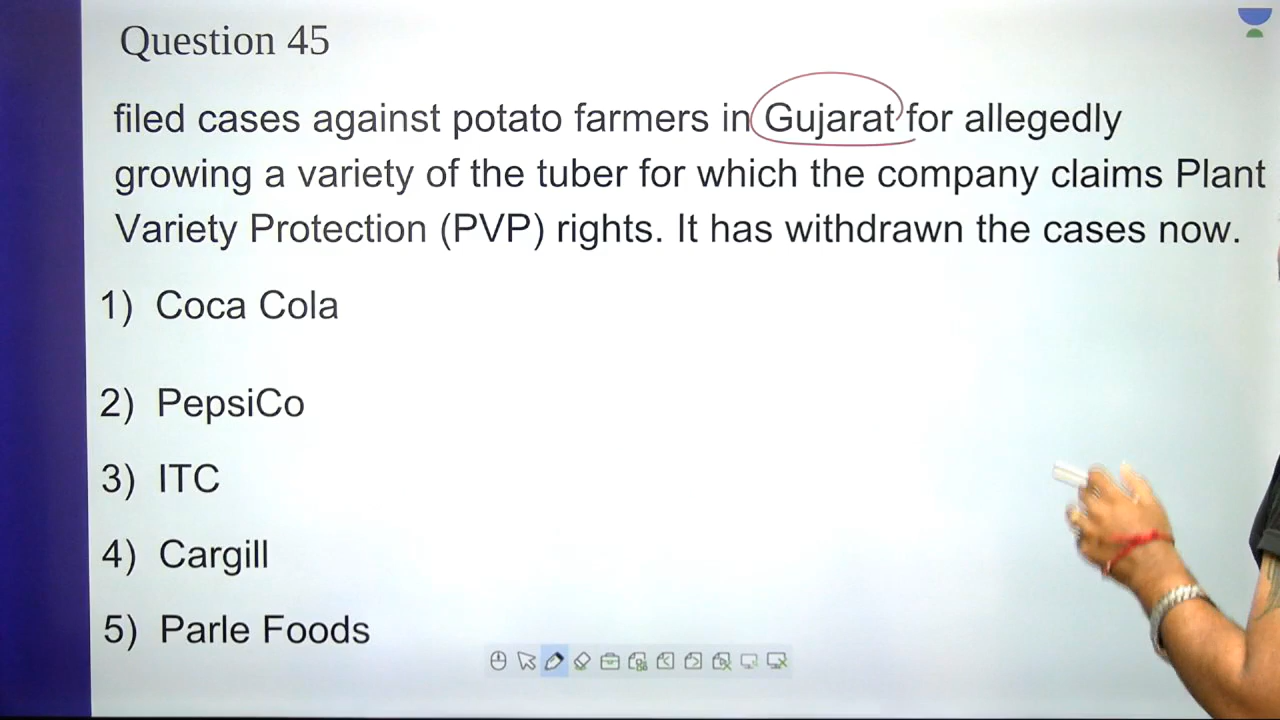 Question 45
filed cases against potato farmers in Gujarat for allegedly
growing a variety of the tuber for which the company claims Plant
Variety Protection (PVP) rights. It has withdrawn the cases now.
1) Coca Cola
2) PepsiCo
3) ITC
4) Cargill
5) Parle Foods